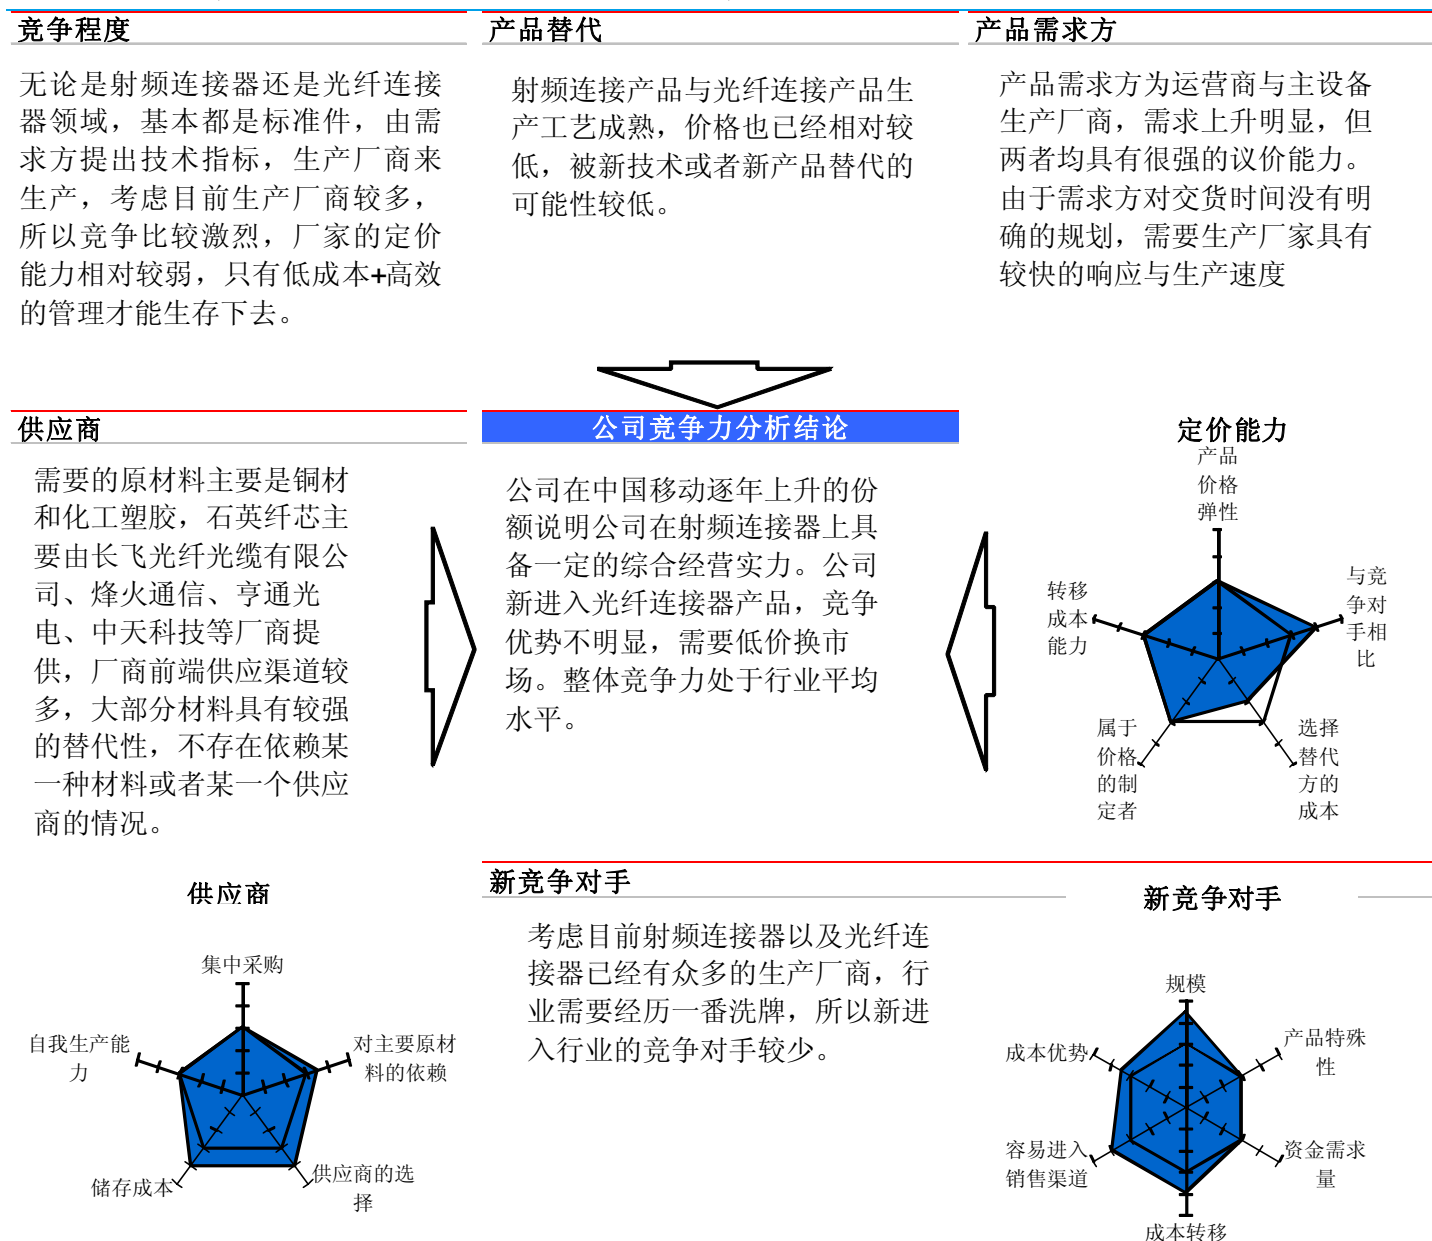 竞争程度
无论是射频连接器还是光纤连接
器领域，基本都是标准件，由需
求方提出技术指标，生产厂商来
生产，考虑目前生产厂商较多，
所以竞争比较激烈，厂家的定价
能力相对较弱，只有低成本+高效
的管理才能生存下去。
产品替代
射频连接产品与光纤连接产品生
产工艺成熟，价格也已经相对较
低，被新技术或者新产品替代的
可能性较低。
产品需求方
产品需求方为运营商与主设备
生产厂商，需求上升明显，但
两者均具有很强的议价能力。
由于需求方对交货时间没有明
确的规划，需要生产厂家具有
较快的响应与生产速度
供应商
需要的原材料主要是铜材
和化工塑胶，石英纤芯主
要由长飞光纤光缆有限公
司、烽火通信、亨通光
电、中天科技等厂商提
供，厂商前端供应渠道较
多，大部分材料具有较强
的替代性，不存在依赖某
一种材料或者某一个供应
商的情况。
公司竞争力分析结论
公司在中国移动逐年上升的份
额说明公司在射频连接器上具
备一定的综合经营实力。公司
新进入光纤连接器产品，竞争
优势不明显，需要低价换市
场。整体竞争力处于行业平均
水平。
定价能力
产品
价格
弹性
与竞
争对
手相
比
选择
替代
方的
成本
属于
价格
的制
定者
转移
成本
能力
供应商
集中采购
对主要原材
料的依赖
供应商的选
择
储存成本
自我生产能
力
新竞争对手
考虑目前射频连接器以及光纤连
接器已经有众多的生产厂商，行
业需要经历一番洗牌，所以新进
入行业的竞争对手较少。
新竞争对手
规模
产品特殊
性
资金需求
量
成本转移
容易进入
销售渠道
成本优势